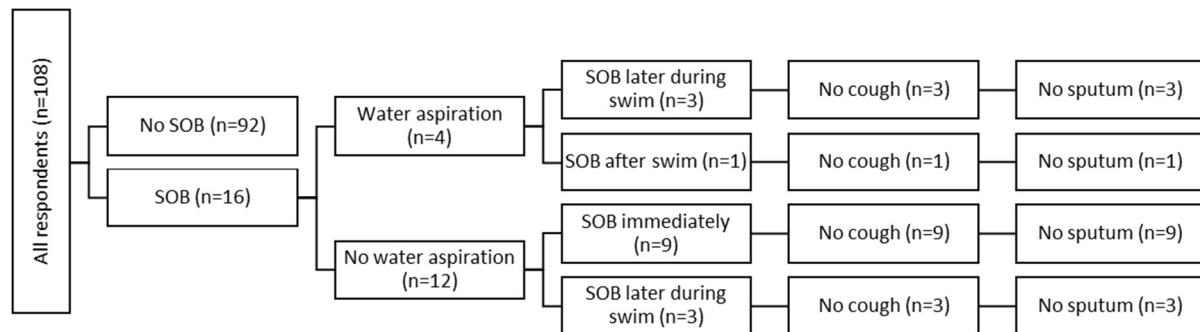 All respondents (n=108)
No SOB (n=92)
SOB (n=16)
Water aspiration
(n=4)
No water aspiration
(n=12)
SOB later during
swim (n=3)
No cough (n=3)
No sputum (n=3)
SOB after swim (n=1)
No cough (n=1)
No sputum (n=1)
SOB immediately
(n=9)
No cough (n=9)
No sputum (n=9)
SOB later during
swim (n=3)
No cough (n=3)
No sputum (n=3)